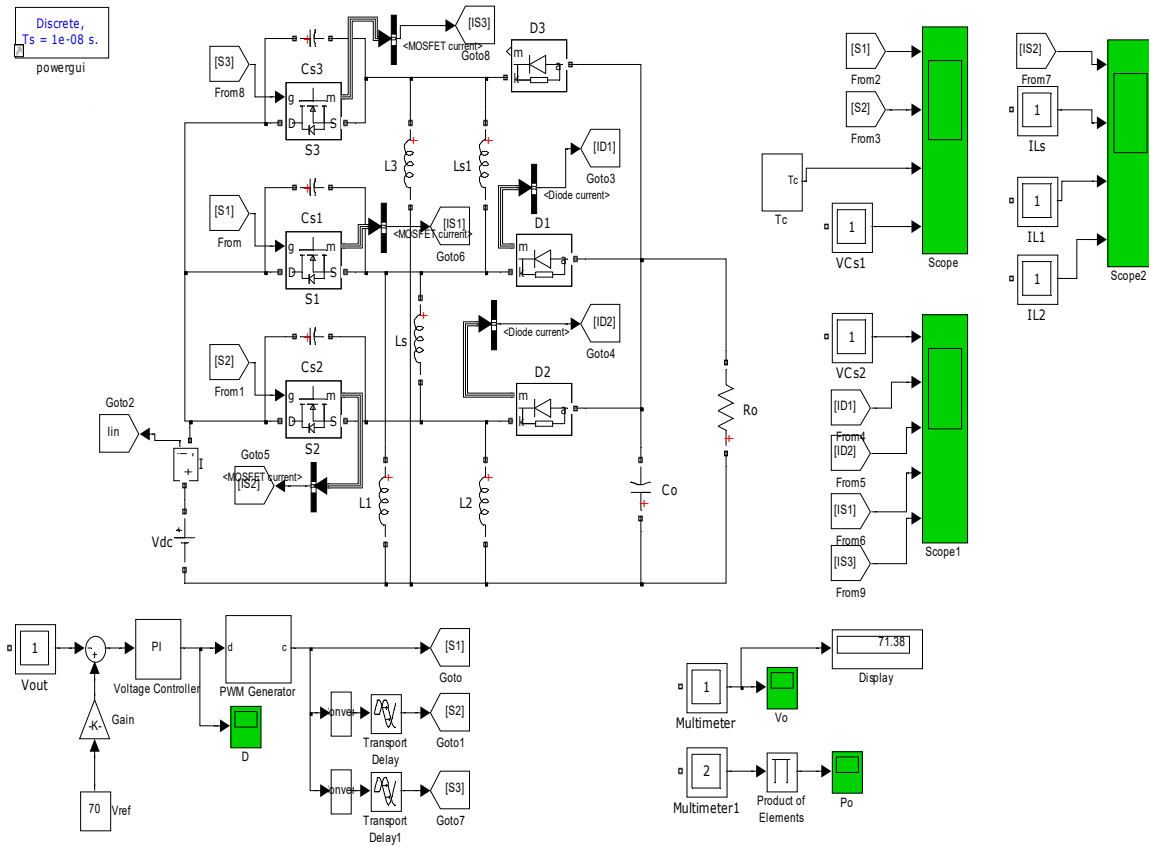 Discrete,
Ts = 1e-08 s.
powergui
[S3]
From8
Cs3
g
m
D
S
S3
<MOSFET current>
[IS3]
Goto8
D3
m
k
a
L3
Ls1
[ID1]
Goto3
<Diode current>
[S1]
From
Cs1
g
m
D
S
S1
<MOSFET current>
[IS1]
Goto6
D1
m
k
a
Ls
[ID2]
Goto4
<Diode current>
[S2]
From1
Cs2
g
m
D
S
S2
D2
m
k
a
Goto2
Iin
I
Goto5
<MOSFET current>
[IS2]
Vdc
L1
L2
Ro
Co
[S1]
From2
[S2]
From3
Tc
Tc
1
VCs1
Scope
[IS2]
From7
1
ILs
1
IL1
1
IL2
Scope2
1
VCs2
[ID1]
From4
[ID2]
From5
[IS1]
From6
[IS3]
From9
Scope1
1
Vout
PI
Voltage Controller
d
c
PWM Generator
[S1]
Goto
-K-
Gain
70
Vref
D
onver
Transport
Delay
[S2]
Goto1
onver
Transport
Delay1
[S3]
Goto7
1
Multimeter
Vo
71.38
Display
2
Multimeter1
Product of
Elements
Po